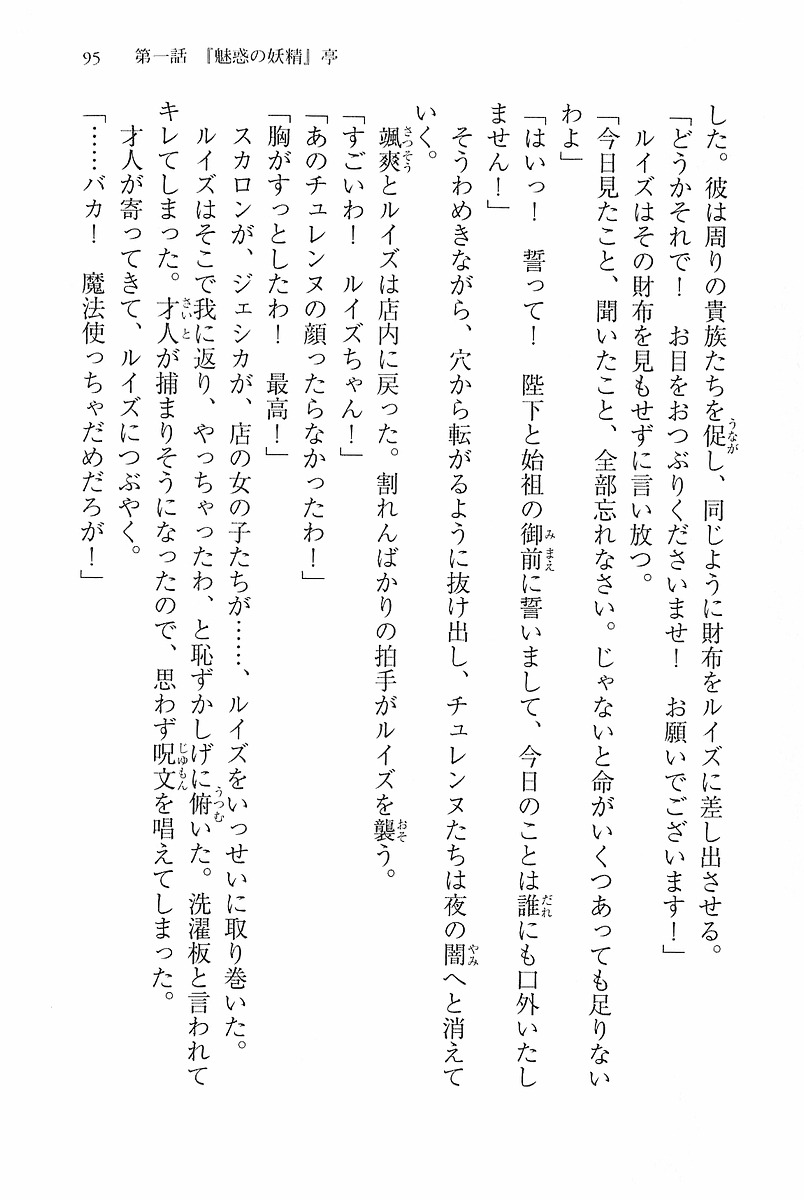 95　第一話　『魅惑の妖精』亭
した。彼は周りの貴族たちを促し、同じように財布をルイズに差し出させる。
「どうかそれで！　お目をおつぶりくださいませ！　お願いでございます！」
ルイズはその財布を見もせずに言い放つ。
「今日見たこと、聞いたこと、全部忘れなさい。じゃないと命がいくつあっても足りない
わよ」
「はいっ！　誓って！　陛下と始祖の御前に誓いまして、今日のことは誰にも口外いたし
ません！」
そうわめきながら、穴から転がるように抜け出し、チュレンヌたちは夜の闇へと消えて
いく。
颯爽とルイズは店内に戻った。割れんばかりの拍手がルイズを襲う。
「すごいわ！　ルイズちゃん！」
「あのチュレンヌの顔ったらなかったわ！」
「胸がすっとしたわ！　最高！」
スカロンが、ジェシカが、店の女の子たちが……、ルイズをいっせいに取り巻いた。
ルイズはそこで我に返り、やっちゃったわ、と恥ずかしげに俯いた。洗濯板と言われて
キレてしまった。才人が捕まりそうになったので、思わず呪文を唱えてしまった。
才人が寄ってきて、ルイズにつぶやく。
「……バカ！　魔法使っちゃだめだろが！」